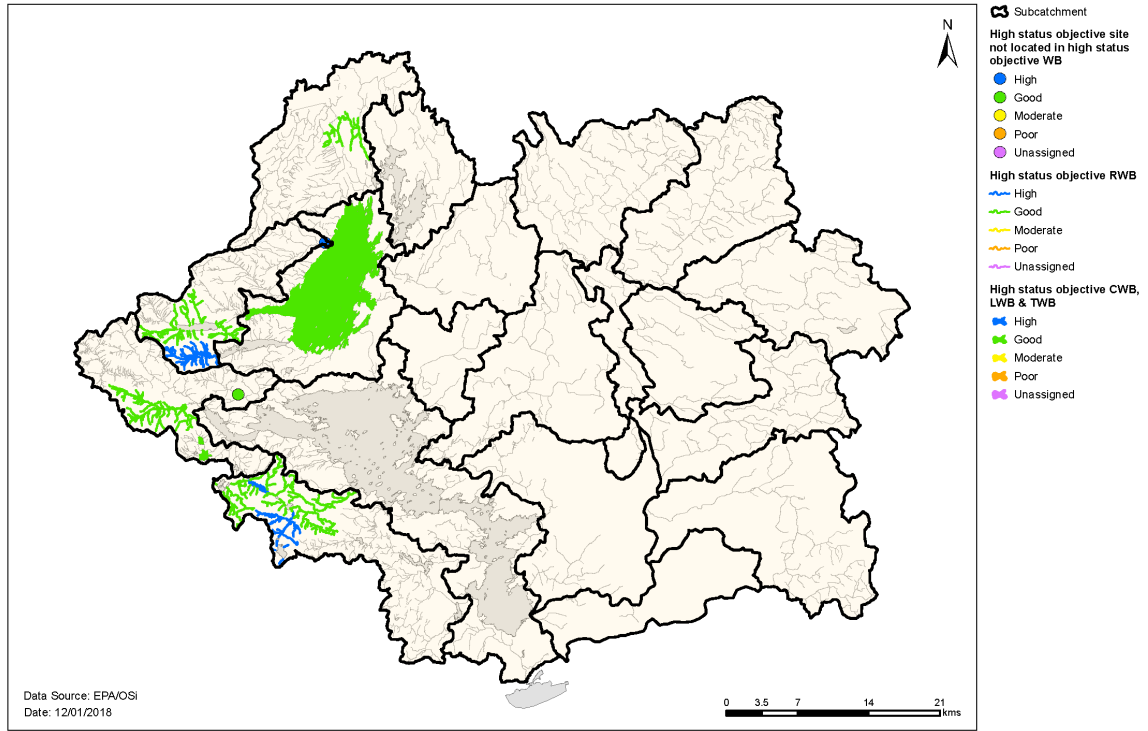 N
Data Source: EPA/OSi
Date: 12/01/2018
0 3.5 7 14 21
kms
Subcatchment
High status objective site
not located in high status
objective WB
High
Good
Moderate
Poor
Unassigned
High status objective RWB
High
Good
Moderate
Poor
Unassigned
High status objective CWB,
LWB & TWB
High
Good
Moderate
Poor
Unassigned